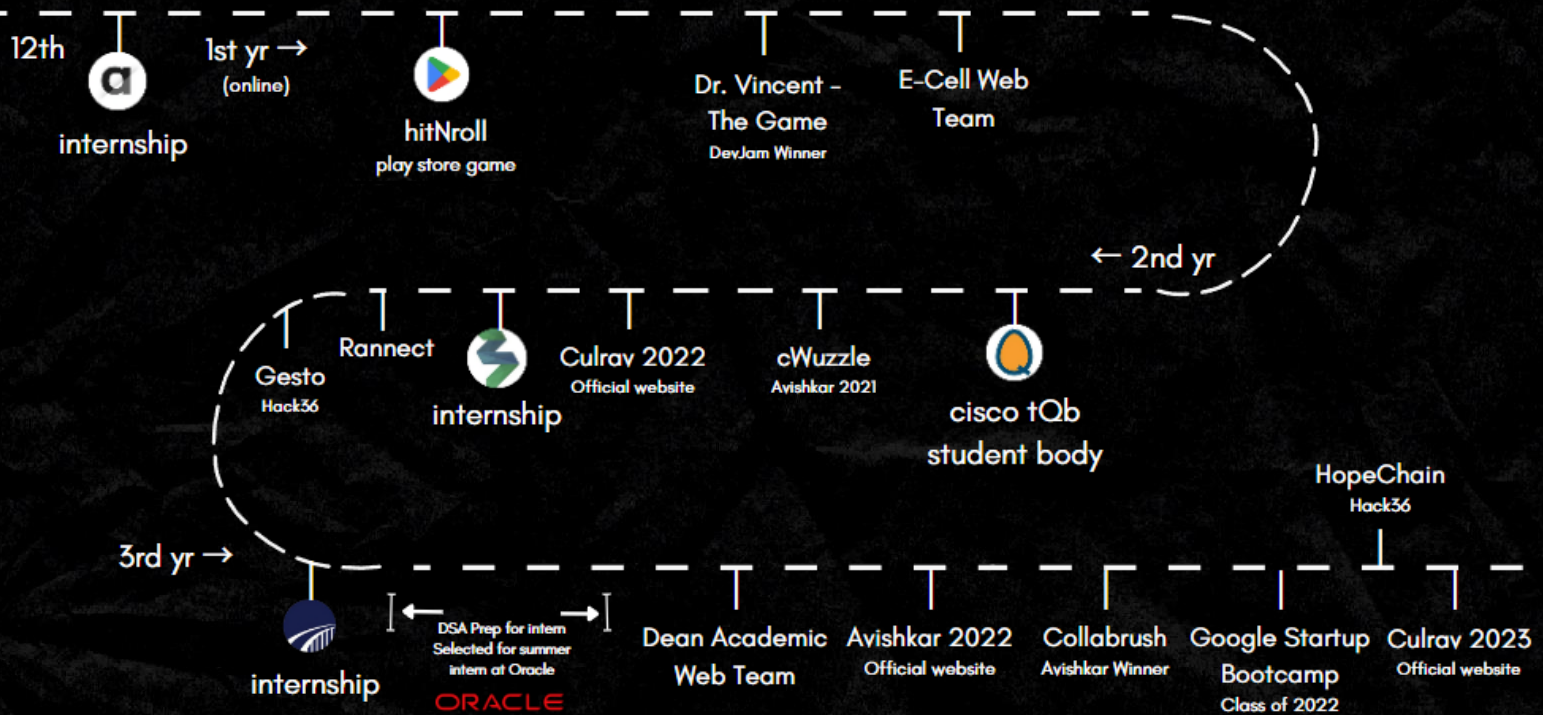 12th
a
internship
1st yr →
(online)
hitNroll
play store game
Dr. Vincent -
The Game
DevJam Winner
E-Cell Web
Team
← 2nd yr
cisco tQb
student body
cWuzzle
Avishkar 2021
Culrav 2022
Official website
internship
Rannect
Gesto
Hack36
3rd yr →
internship
DSA Prep for intern
Selected for summer
intern at Oracle
ORACLE
Dean Academic
Web Team
Avishkar 2022
Official website
Collabrush
Avishkar Winner
Google Startup
Bootcamp
Class of 2022
HopeChain
Hack36
Culrav 2023
Official website